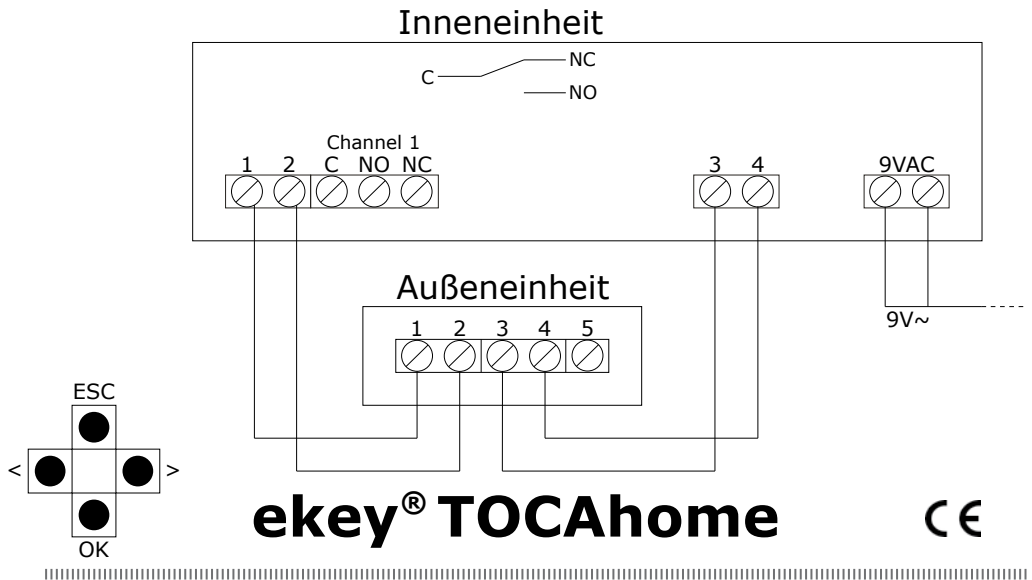 Inneneinheit
NC
C
NO
Channel 1
1 2 C NO NC 3 4 9VAC
Außeneinheit
1 2 3 4 5
9V~
ESC
< >
OK
ekey® TOCAhome CE